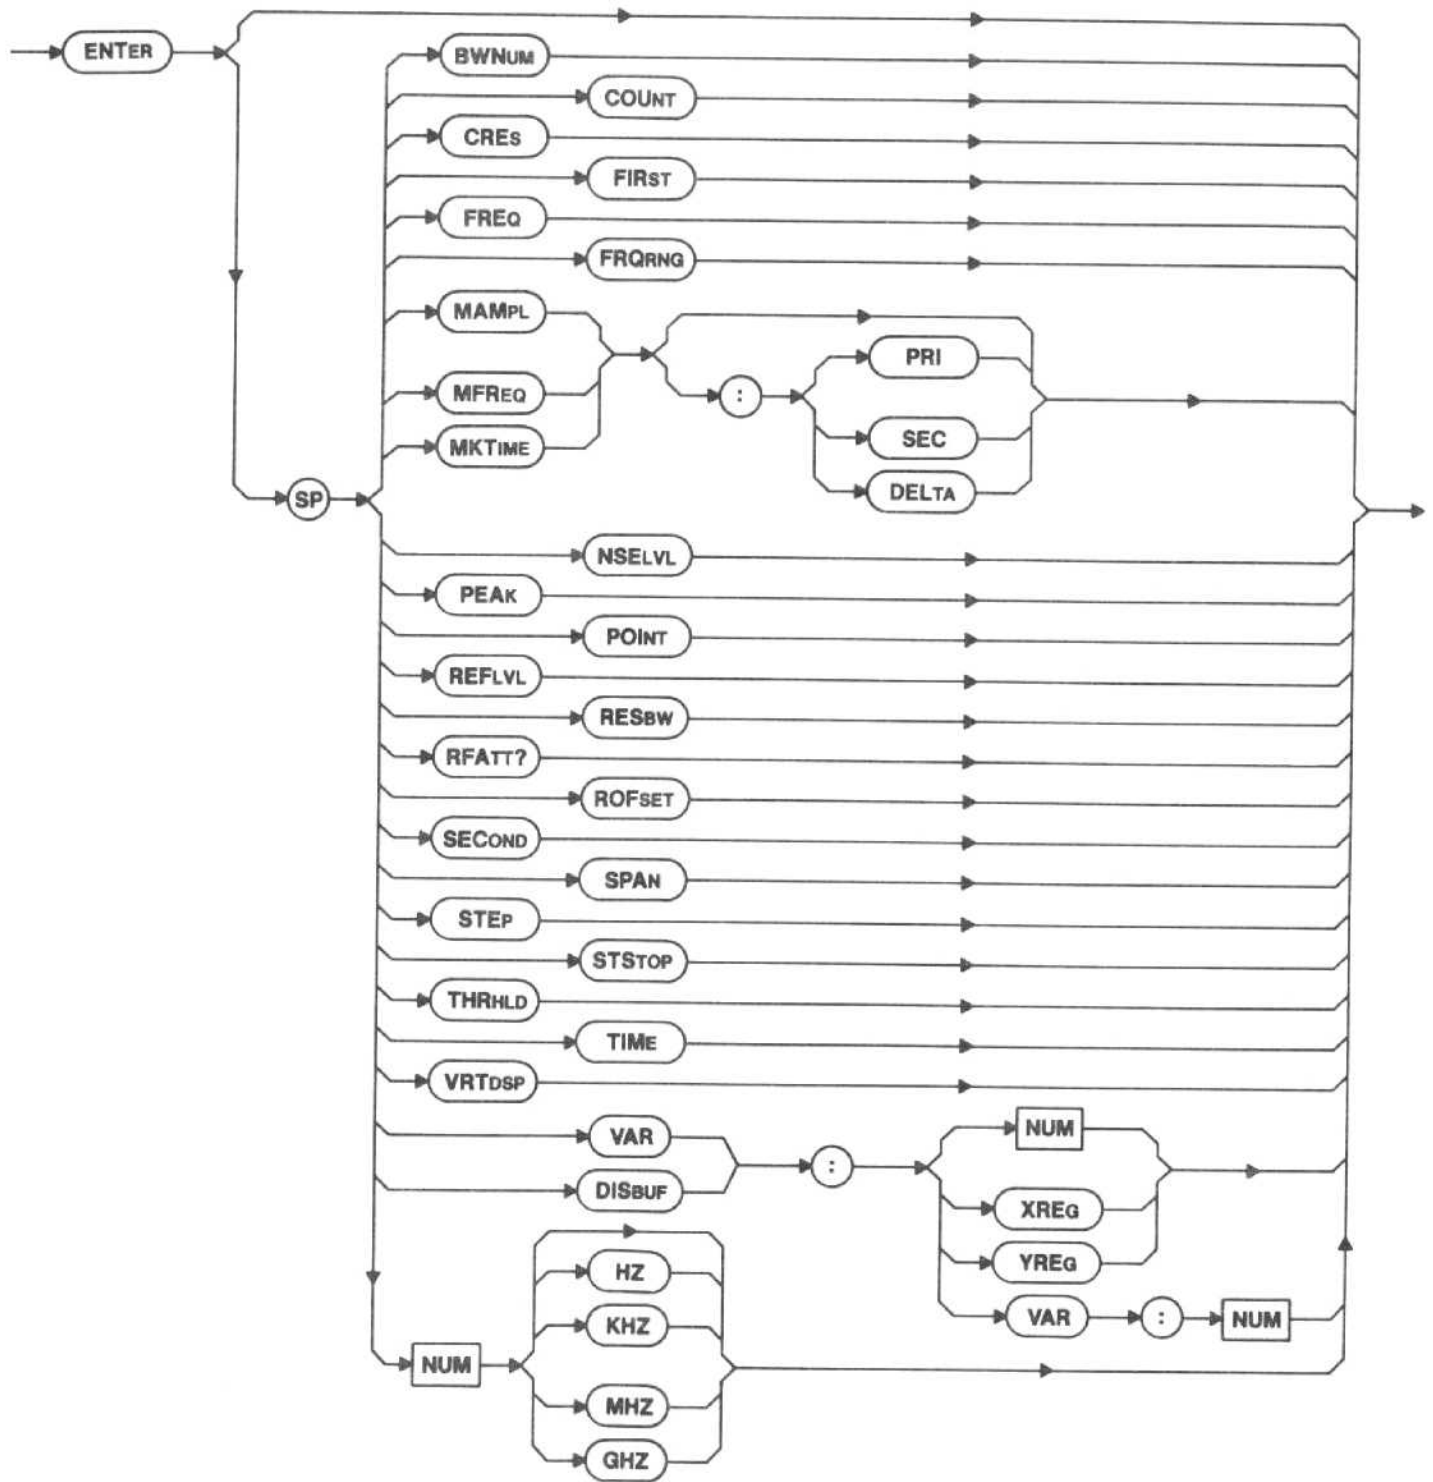 ENTER
BWNUM
COUNT
CRES
FIRST
FREQ
FRQRNG
MAMPL
MFREQ
MKTIME
:
PRI
SEC
DELTA
SP
NSELVL
PEAK
POINT
REFLVL
RESBW
RFATT?
ROFSET
SECOND
SPAN
STEP
STSTOP
THRHLD
TIME
VRTDSP
VAR
DISBUF
:
NUM
XREG
YREG
VAR : NUM
NUM
HZ
KHZ
MHZ
GHZ